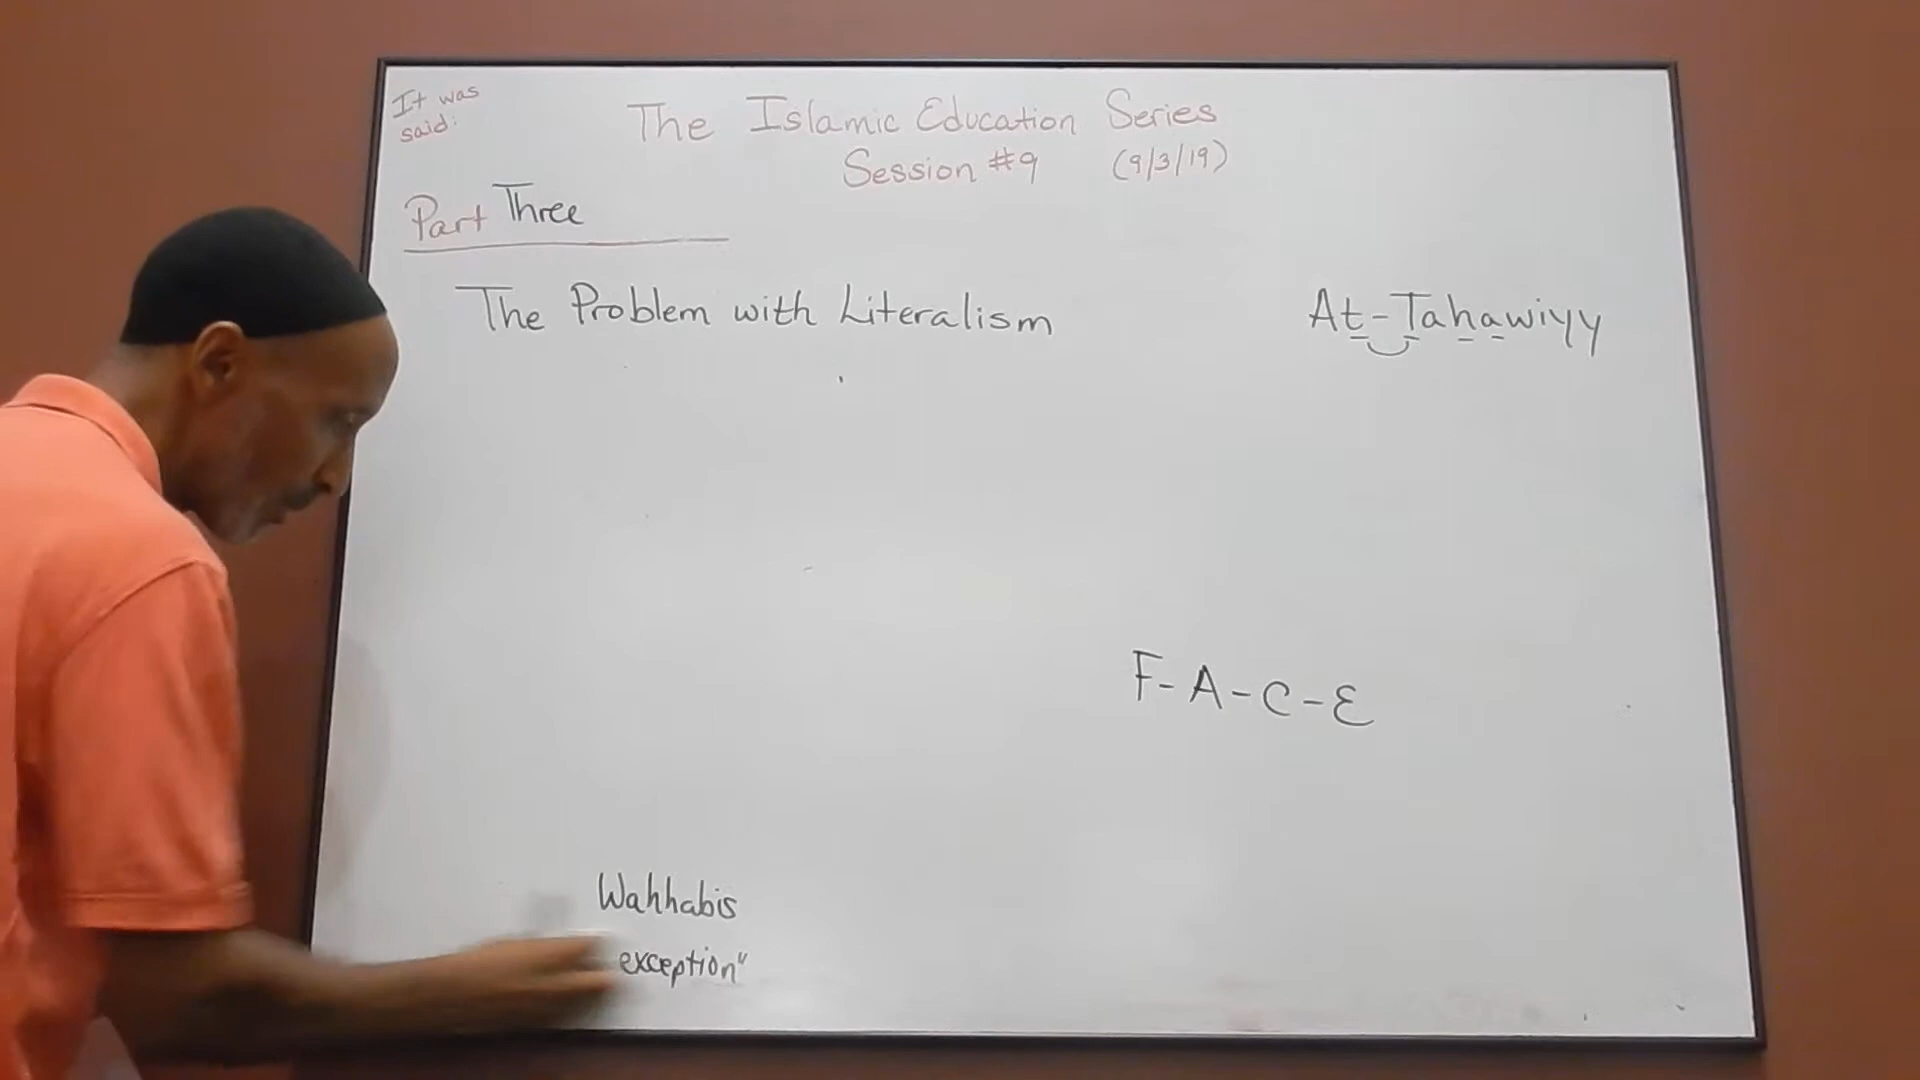 It was
said:
The Islamic Education Series
Session #9 (9/3/19)
Part Three
The Problem with Literalism
At-Tahawiyy
F-A-C-E
Wahhabis
exception"